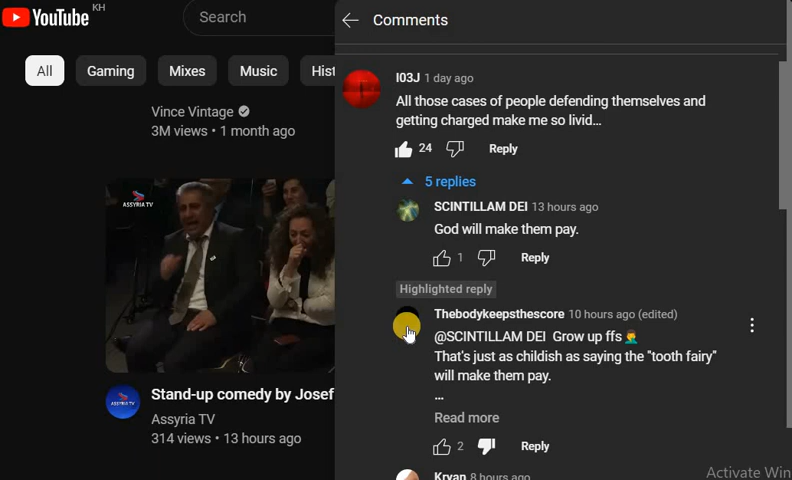 YouTube KH
Search
All
Gaming
Mixes
Music
Hist
Vince Vintage
3M views • 1 month ago
ASSYRIA TV
Stand-up comedy by Josef
ASSYRIA TV
Assyria TV
314 views • 13 hours ago
Comments
I03J 1 day ago
All those cases of people defending themselves and
getting charged make me so livid...
24 Reply
5 replies
SCINTILLAM DEI 13 hours ago
God will make them pay.
1 Reply
Highlighted reply
Thebodykeepsthescore 10 hours ago (edited)
@SCINTILLAM DEI Grow up ffs🤦‍♂️
That's just as childish as saying the "tooth fairy"
will make them pay.
...
Read more
2 Reply
Kryan 8 hours ago
Activate Win